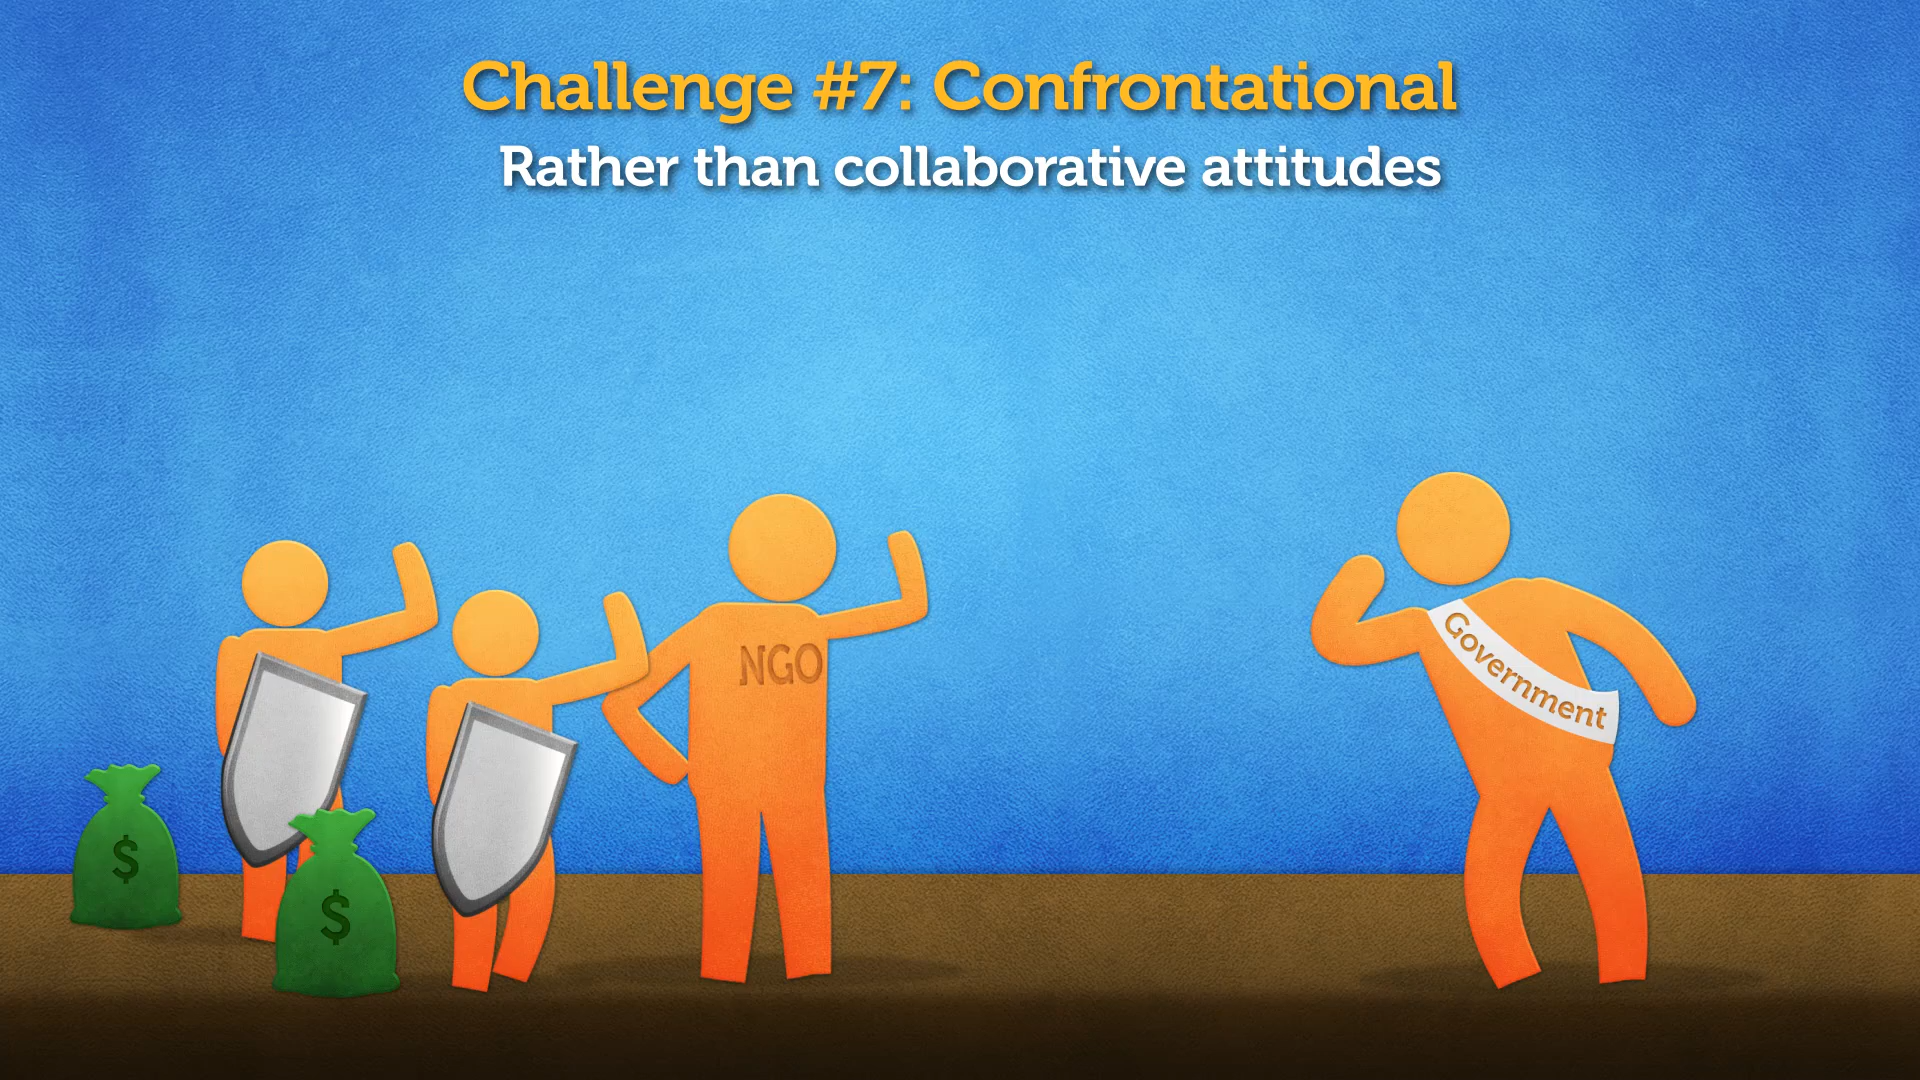 Challenge #7: Confrontational
Rather than collaborative attitudes
NGO
Government
$
$